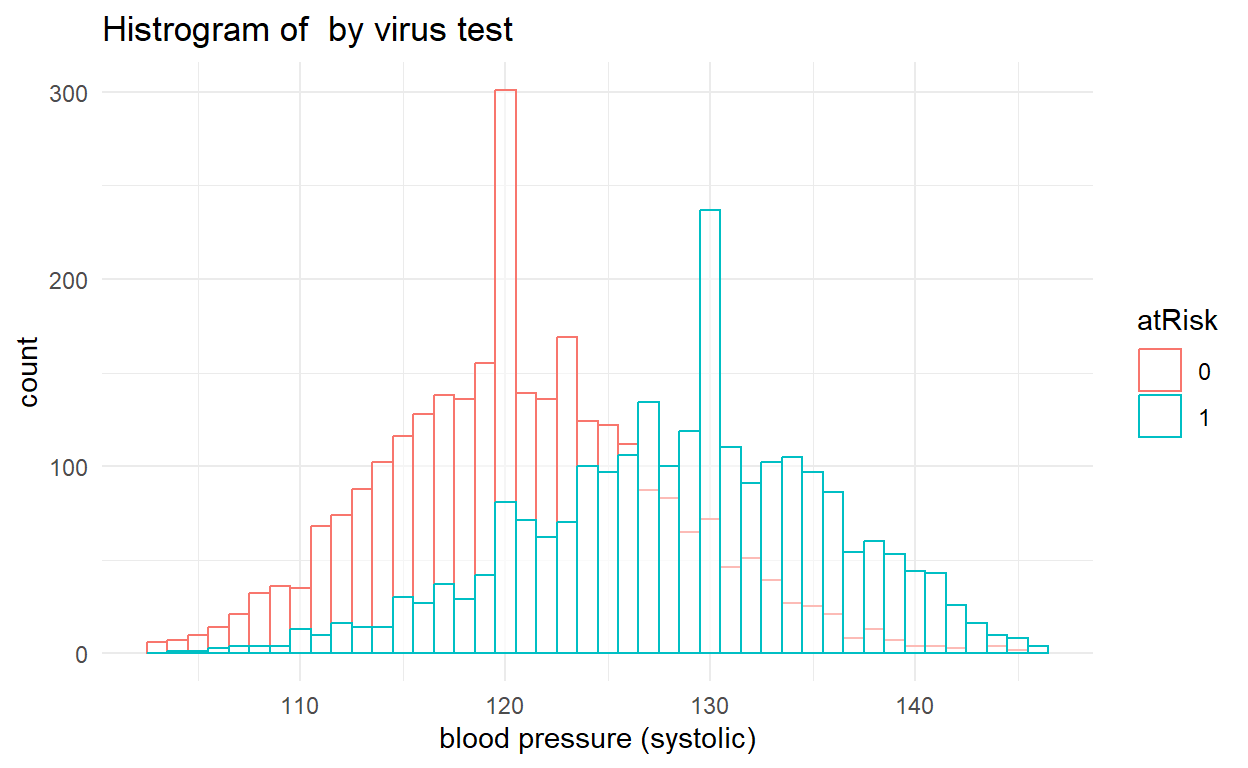 Histrogram of  by virus test
300
200
100
0
count
110
120
130
140
blood pressure (systolic)
atRisk
0
1